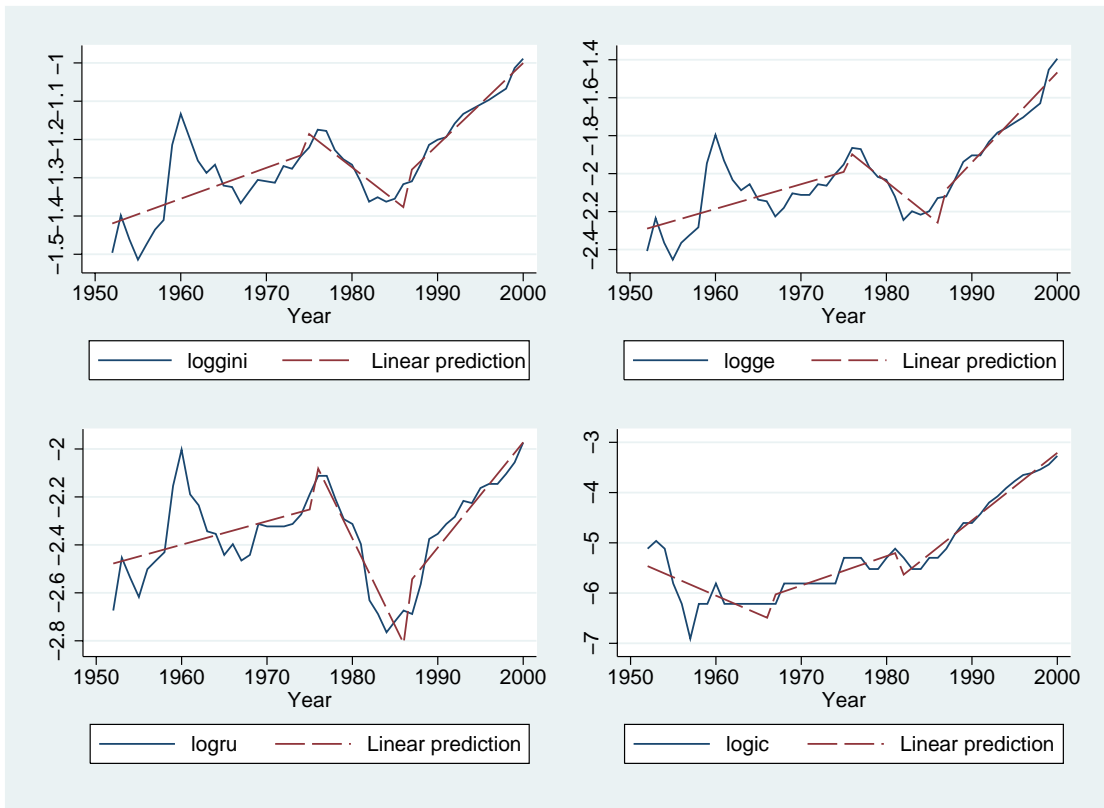 −1.5 −1.4 −1.3 −1.2 −1.1 −1
1950 1960 1970 1980 1990 2000
Year
loggini Linear prediction
−2.4 −2.2 −2 −1.8 −1.6 −1.4
1950 1960 1970 1980 1990 2000
Year
logge Linear prediction
−2.8 −2.6 −2.4 −2.2 −2
1950 1960 1970 1980 1990 2000
Year
logru Linear prediction
−7 −6 −5 −4 −3
1950 1960 1970 1980 1990 2000
Year
logic Linear prediction